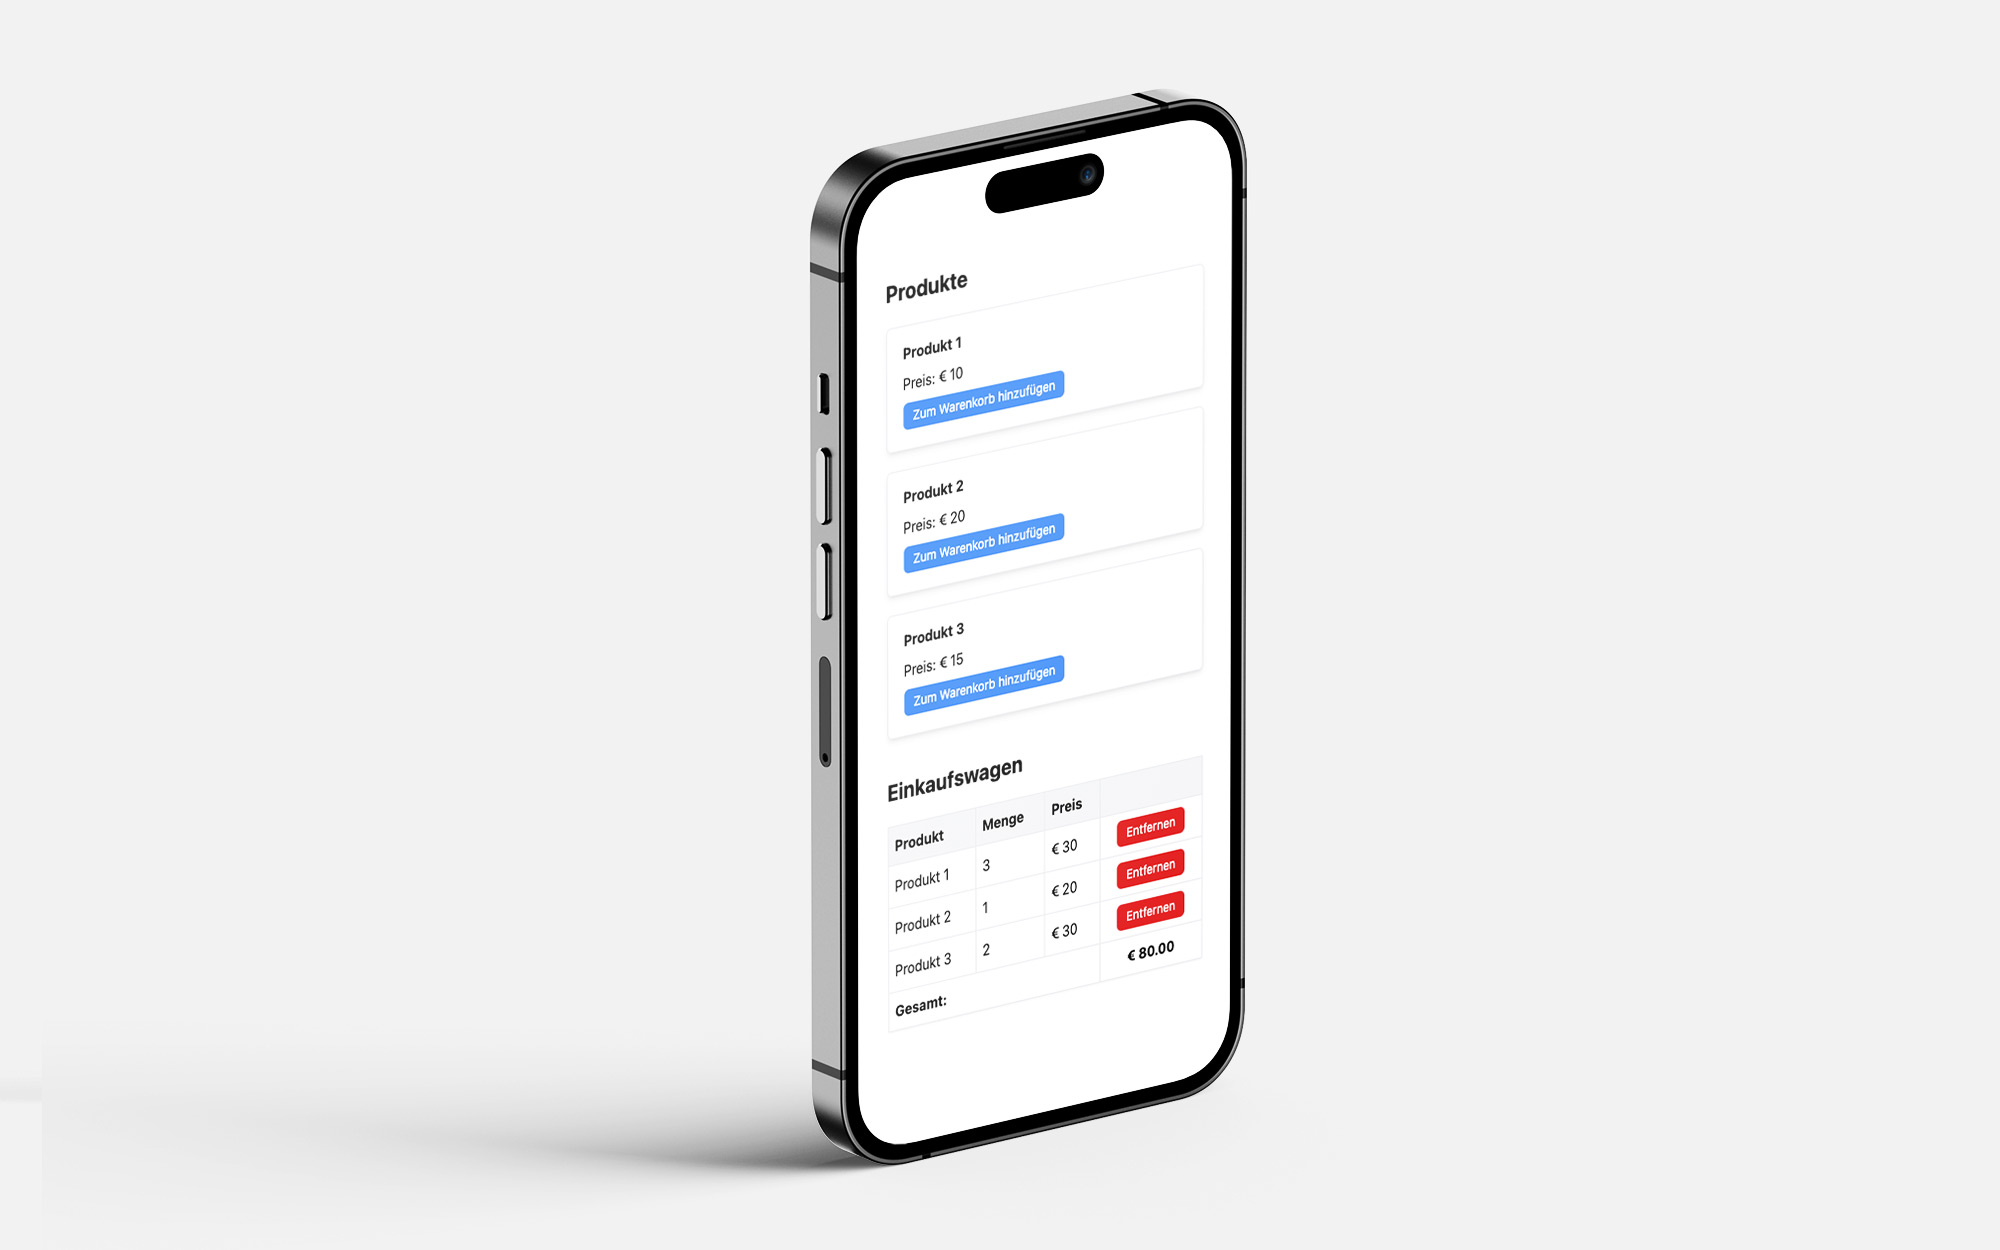 Produkte
Produkt 1
Preis: € 10
Zum Warenkorb hinzufügen
Produkt 2
Preis: € 20
Zum Warenkorb hinzufügen
Produkt 3
Preis: € 15
Zum Warenkorb hinzufügen
Einkaufswagen
Produkt Menge Preis
Produkt 1 3 € 30 Entfernen
Produkt 2 1 € 20 Entfernen
Produkt 3 2 € 30 Entfernen
Gesamt: € 80.00